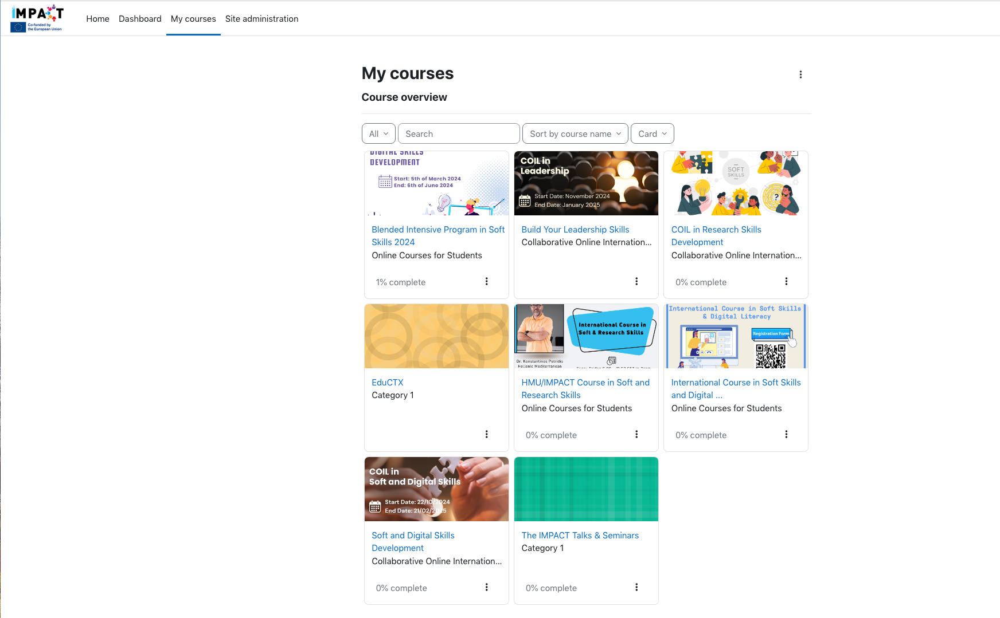 IMPACT
Co-funded by
the European Union
Home
Dashboard
My courses
Site administration
My courses
Course overview
All
Search
Sort by course name
Card
DIGITAL SKILLS
DEVELOPMENT
Start: 5th of March 2024
End: 6th of June 2024
Blended Intensive Program in Soft
Skills 2024
Online Courses for Students
1% complete
COIL in
Leadership
Start Date: November 2024
End Date: January 2025
Build Your Leadership Skills
Collaborative Online Internation...
SOFT
SKILLS
?
COIL in Research Skills
Development
Collaborative Online Internation...
0% complete
EduCTX
Category 1
International Course in
Soft & Research Skills
Dr. Konstantinos Petridis
Hellenic Mediterranean
HMU/IMPACT Course in Soft and
Research Skills
Online Courses for Students
0% complete
International Course in Soft Skills
& Digital Literacy
Registration Form
International Course in Soft Skills
and Digital ...
Online Courses for Students
0% complete
COIL in
Soft and Digital Skills
Start Date: 22/10/2024
End Date: 21/02/2025
Soft and Digital Skills
Development
Collaborative Online Internation...
0% complete
The IMPACT Talks & Seminars
Category 1
0% complete